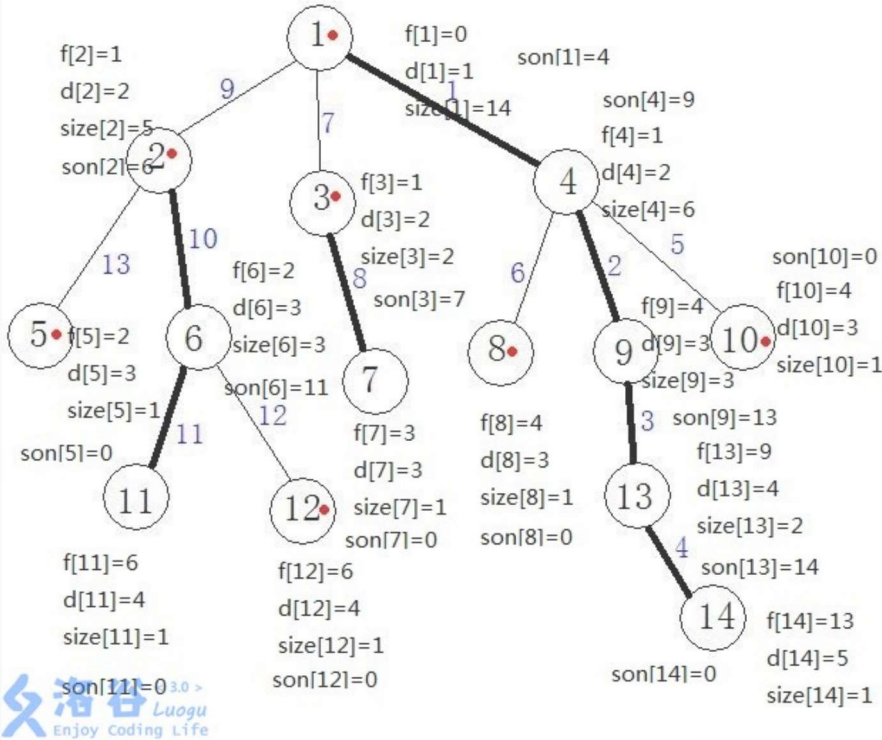 1
f[1]=0
d[1]=1
size[1]=14
son[1]=4
f[2]=1
d[2]=2
size[2]=5
son[2]=6
9
7
1
son[4]=9
f[4]=1
d[4]=2
size[4]=6
2
3
4
f[3]=1
d[3]=2
size[3]=2
son[3]=7
13
10
8
6
2
5
f[6]=2
d[6]=3
size[6]=3
son[6]=11
son[10]=0
f[10]=4
d[10]=3
size[10]=1
f[9]=4
d[9]=3
size[9]=3
son[9]=13
5
6
7
8
9
10
f[5]=2
d[5]=3
size[5]=1
son[5]=0
11
12
3
f[7]=3
d[7]=3
size[7]=1
son[7]=0
f[8]=4
d[8]=3
size[8]=1
son[8]=0
f[13]=9
d[13]=4
size[13]=2
son[13]=14
11
12
13
4
14
f[11]=6
d[11]=4
size[11]=1
son[11]=0
f[12]=6
d[12]=4
size[12]=1
son[12]=0
son[14]=0
f[14]=13
d[14]=5
size[14]=1
洛谷 3.0 >
Luogu
Enjoy Coding Life